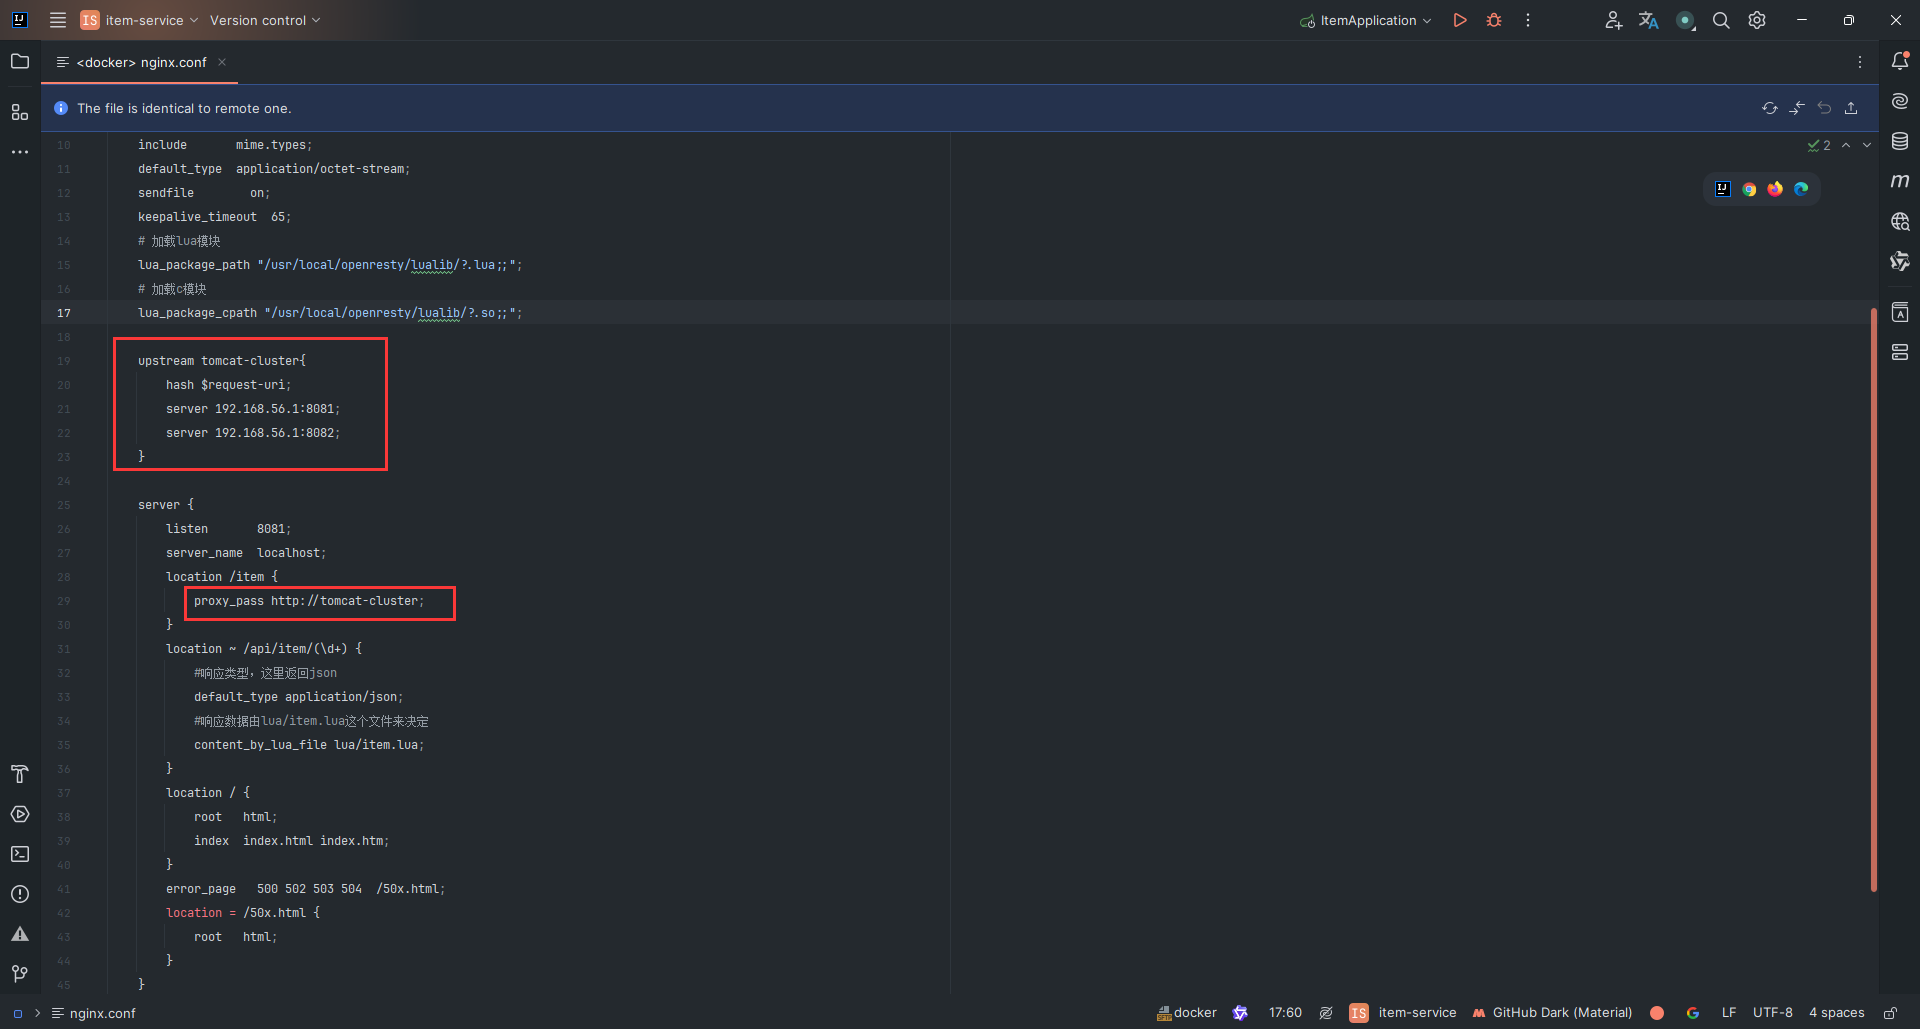 IJ
IS item-service
Version control
ItemApplication
<docker> nginx.conf
The file is identical to remote one.
2
10 include       mime.types;
11 default_type  application/octet-stream;
12 sendfile        on;
13 keepalive_timeout  65;
14 # 加载lua模块
15 lua_package_path "/usr/local/openresty/lualib/?.lua;;";
16 # 加载c模块
17 lua_package_cpath "/usr/local/openresty/lualib/?.so;;";
18
19 upstream tomcat-cluster{
20     hash $request-uri;
21     server 192.168.56.1:8081;
22     server 192.168.56.1:8082;
23 }
24
25 server {
26     listen       8081;
27     server_name  localhost;
28     location /item {
29         proxy_pass http://tomcat-cluster;
30     }
31     location ~ /api/item/(\d+) {
32         #响应类型，这里返回json
33         default_type application/json;
34         #响应数据由lua/item.lua这个文件来决定
35         content_by_lua_file lua/item.lua;
36     }
37     location / {
38         root   html;
39         index  index.html index.htm;
40     }
41     error_page   500 502 503 504  /50x.html;
42     location = /50x.html {
43         root   html;
44     }
45 }
nginx.conf
docker
17:60
IS item-service
GitHub Dark (Material)
LF
UTF-8
4 spaces